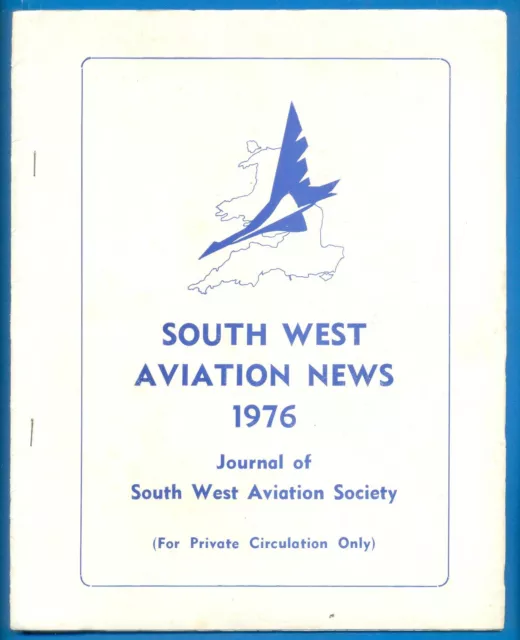 SOUTH WEST
AVIATION NEWS
1976
Journal of
South West Aviation Society
(For Private Circulation Only)